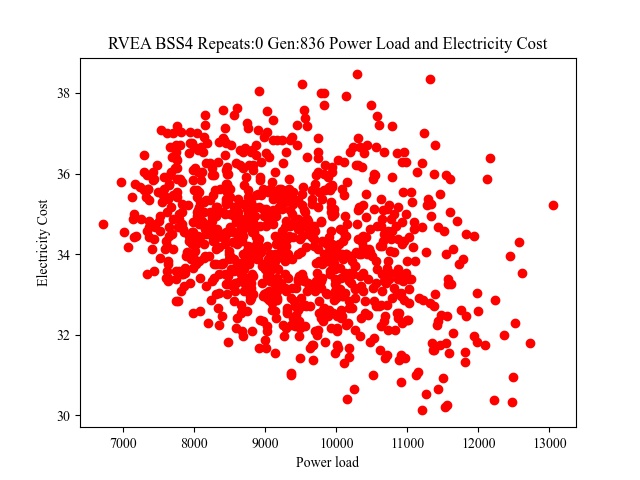 RVEA BSS4 Repeats:0 Gen:836 Power Load and Electricity Cost
38
36
34
32
30
Electricity Cost
7000 8000 9000 10000 11000 12000 13000
Power load